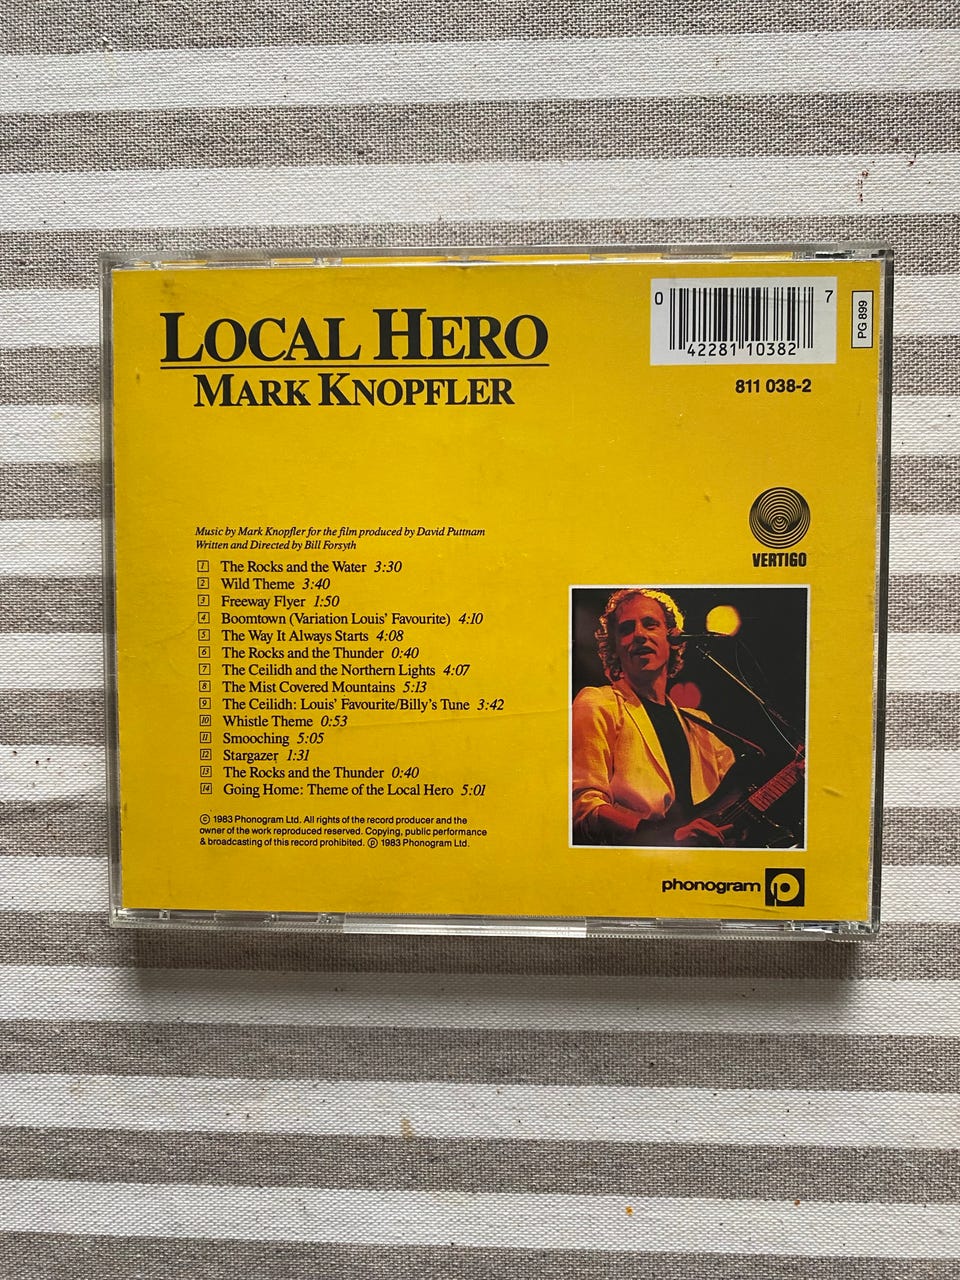 LOCAL HERO
MARK KNOPFLER
0 42281 10382 7
PG 899
811 038-2
VERTIGO
Music by Mark Knopfler for the film produced by David Puttnam
Written and Directed by Bill Forsyth
1 The Rocks and the Water 3:30
2 Wild Theme 3:40
3 Freeway Flyer 1:50
4 Boomtown (Variation Louis' Favourite) 4:10
5 The Way It Always Starts 4:08
6 The Rocks and the Thunder 0:40
7 The Ceilidh and the Northern Lights 4:07
8 The Mist Covered Mountains 5:13
9 The Ceilidh: Louis' Favourite/Billy's Tune 3:42
10 Whistle Theme 0:53
11 Smooching 5:05
12 Stargazer 1:31
13 The Rocks and the Thunder 0:40
14 Going Home: Theme of the Local Hero 5:01
© 1983 Phonogram Ltd. All rights of the record producer and the
owner of the work reproduced reserved. Copying, public performance
& broadcasting of this record prohibited. ℗ 1983 Phonogram Ltd.
phonogram p